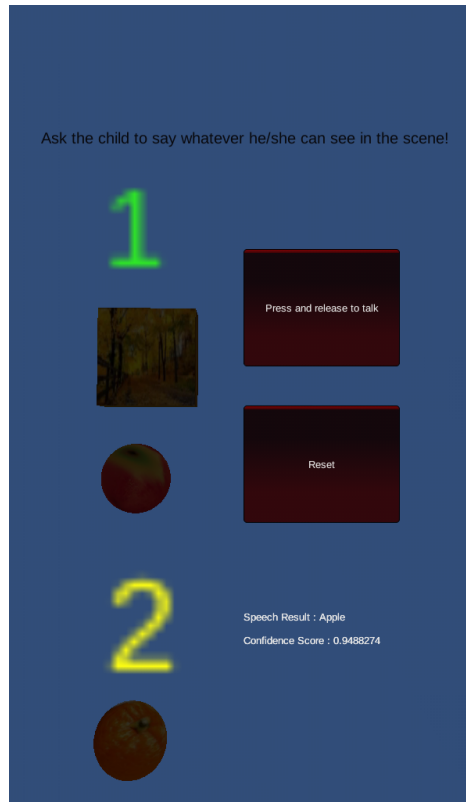 Ask the child to say whatever he/she can see in the scene!
1
Press and release to talk
Reset
2
Speech Result : Apple
Confidence Score : 0.9488274